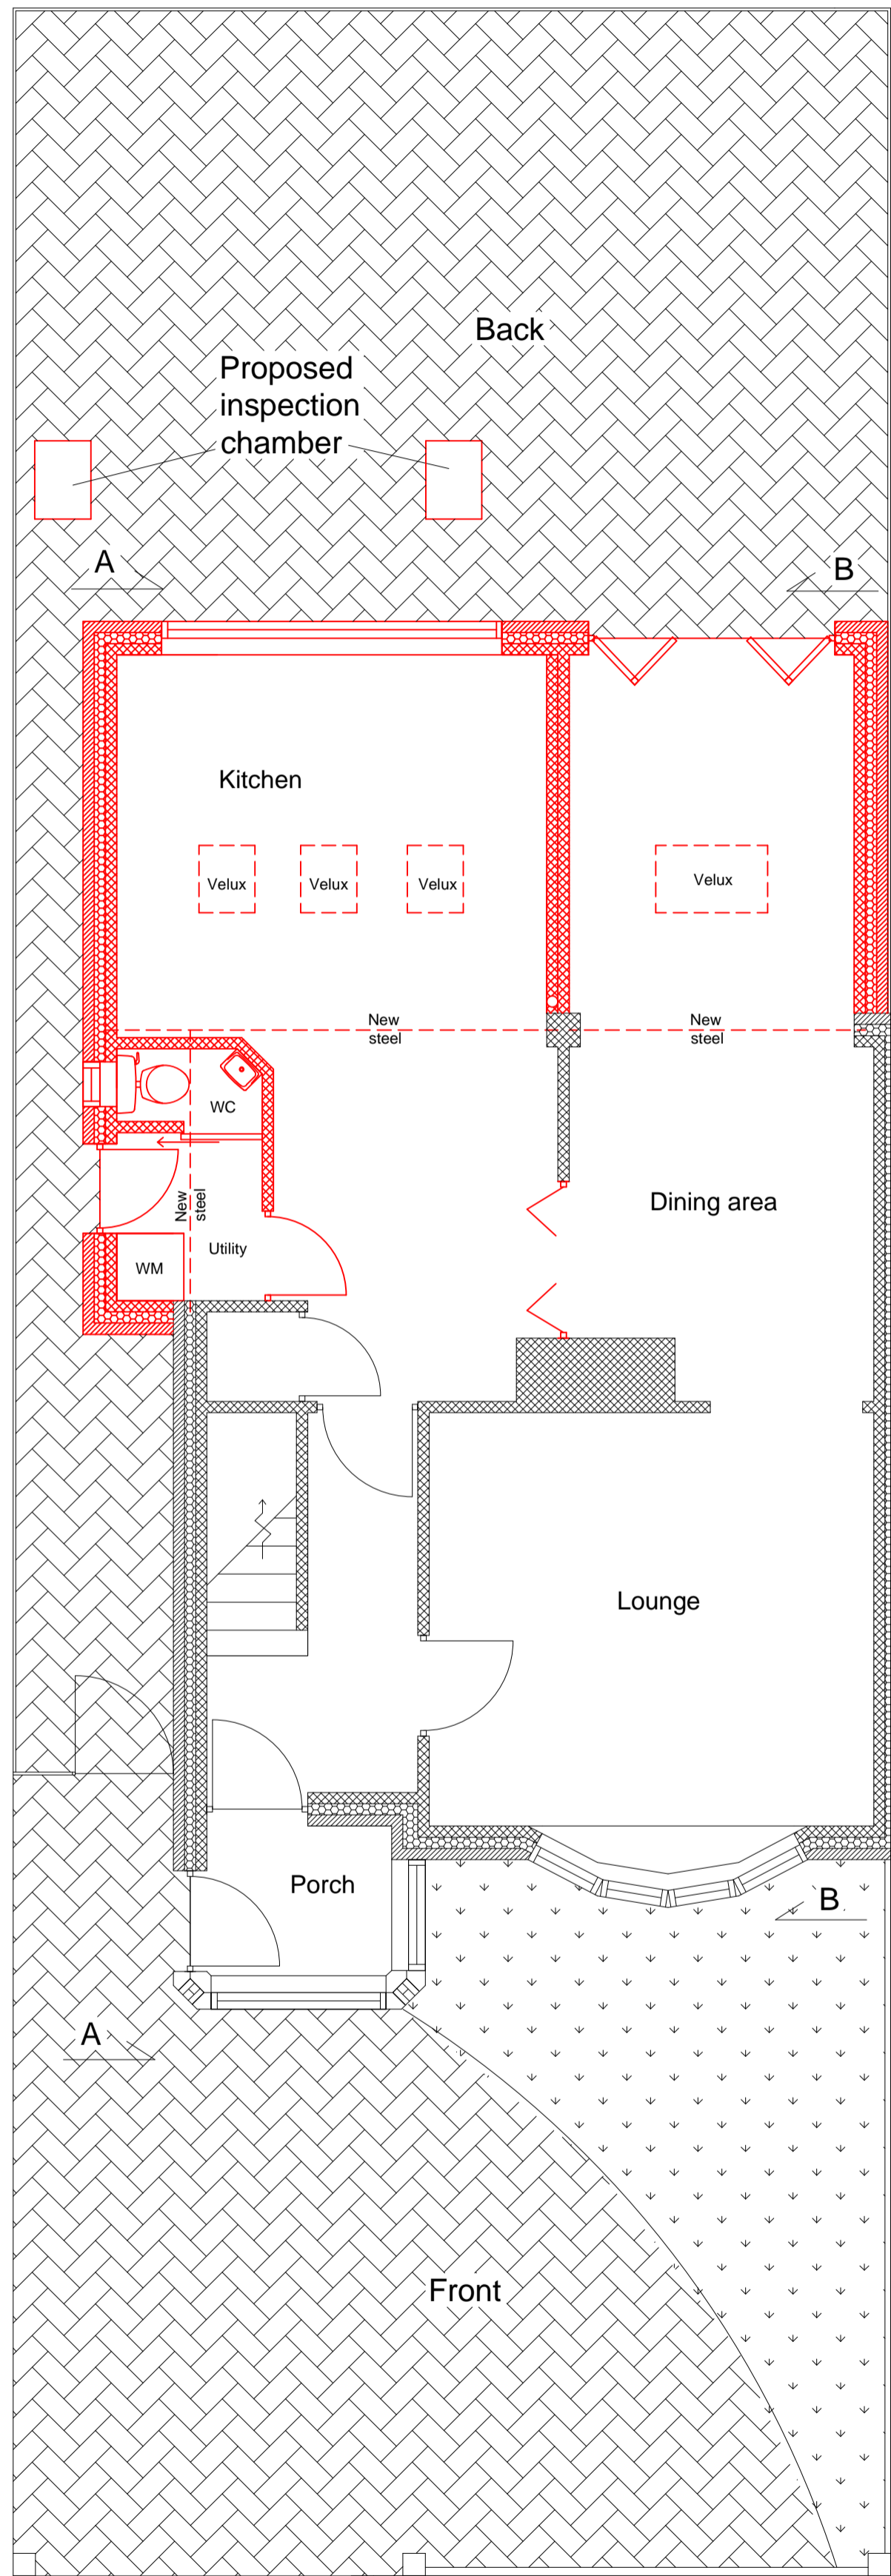 Back
Proposed
inspection
chamber
A
B
Kitchen
Velux
Velux
Velux
Velux
New
steel
New
steel
WC
New
steel
Dining area
Utility
WM
Lounge
Porch
B
A
Front